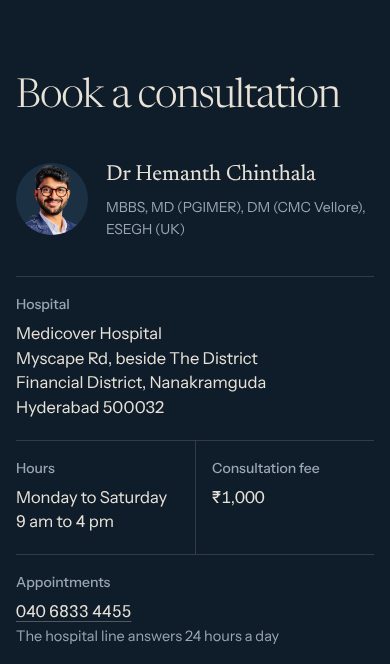 Book a consultation
Dr Hemanth Chinthala
MBBS, MD (PGIMER), DM (CMC Vellore),
ESEGH (UK)
Hospital
Medicover Hospital
Myscape Rd, beside The District
Financial District, Nanakramguda
Hyderabad 500032
Hours
Monday to Saturday
9 am to 4 pm
Consultation fee
₹1,000
Appointments
040 6833 4455
The hospital line answers 24 hours a day